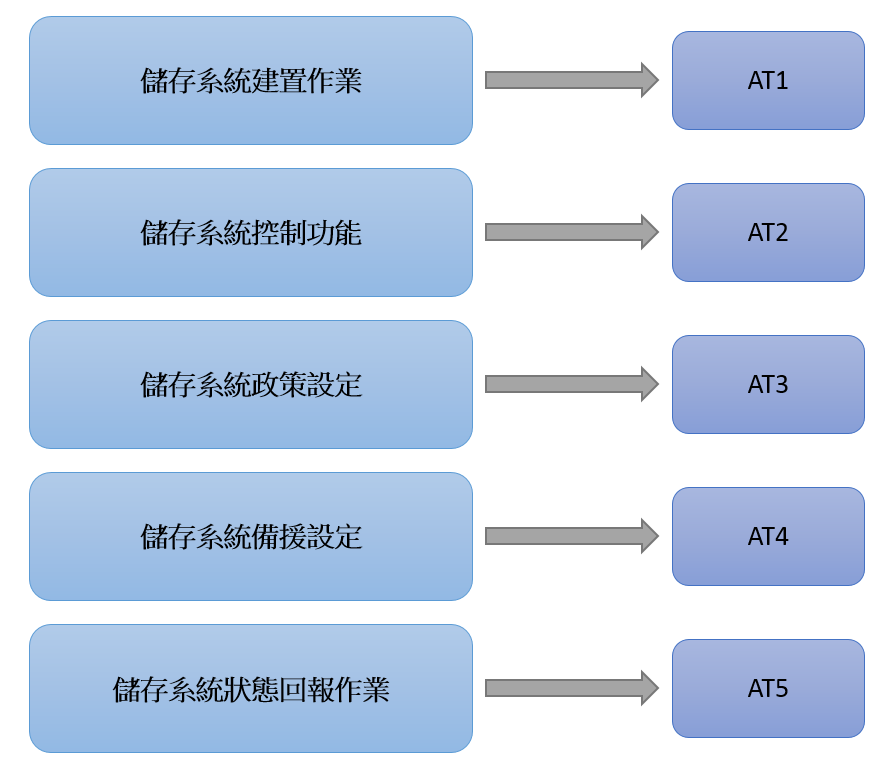 儲存系統建置作業
AT1
儲存系統控制功能
AT2
儲存系統政策設定
AT3
儲存系統備援設定
AT4
儲存系統狀態回報作業
AT5